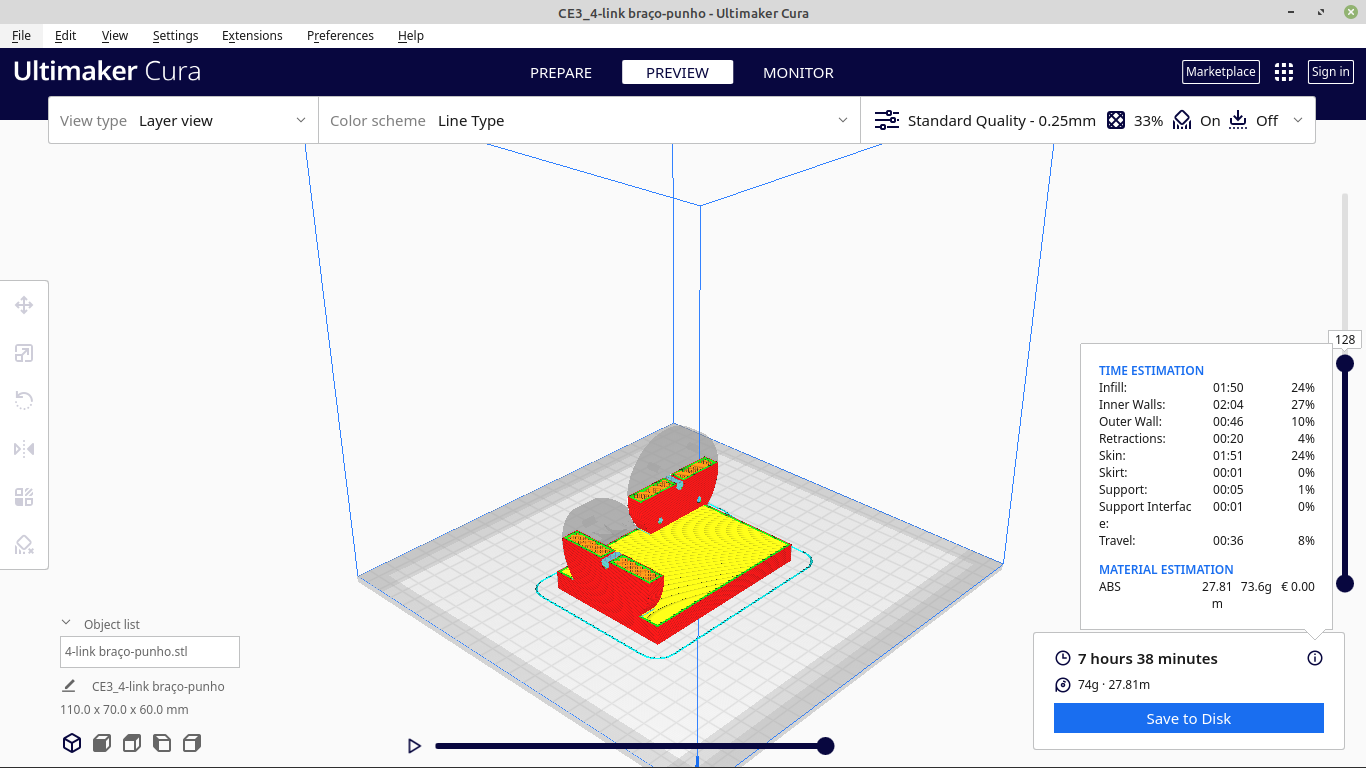 CE3_4-link braço-punho - Ultimaker Cura
File Edit View Settings Extensions Preferences Help
Ultimaker Cura PREPARE PREVIEW MONITOR Marketplace Sign in
View type Layer view Color scheme Line Type Standard Quality - 0.25mm 33% On Off
128
TIME ESTIMATION
Infill: 01:50 24%
Inner Walls: 02:04 27%
Outer Wall: 00:46 10%
Retractions: 00:20 4%
Skin: 01:51 24%
Skirt: 00:01 0%
Support: 00:05 1%
Support Interfac 00:01 0%
e:
Travel: 00:36 8%
MATERIAL ESTIMATION
ABS 27.81 73.6g € 0.00
m
Object list
4-link braço-punho.stl
CE3_4-link braço-punho
110.0 x 70.0 x 60.0 mm
7 hours 38 minutes
74g · 27.81m
Save to Disk